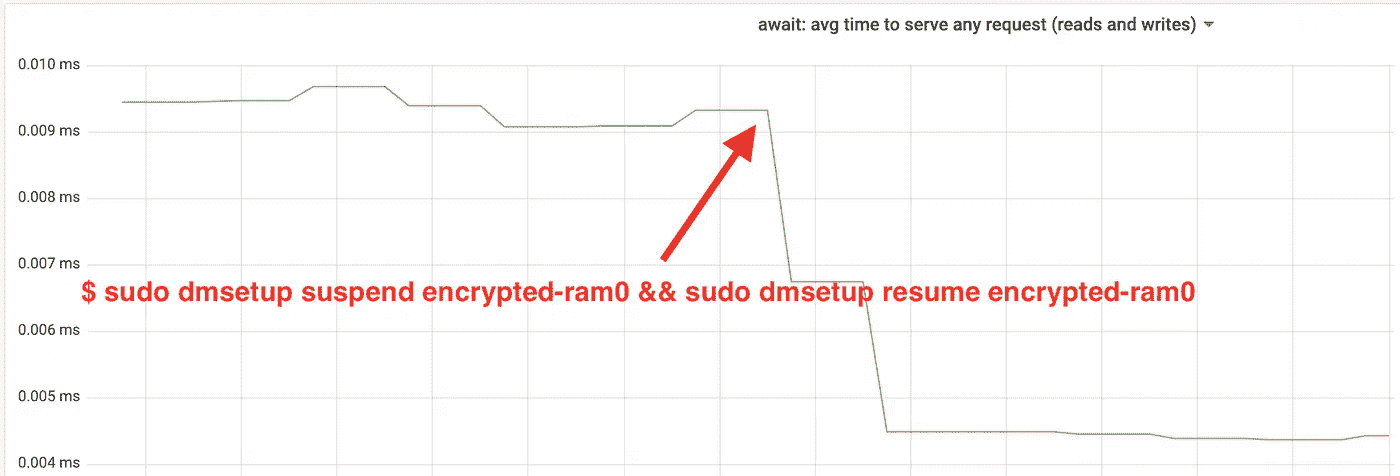 await: avg time to serve any request (reads and writes)
0.010 ms
0.009 ms
0.008 ms
0.007 ms
$ sudo dmsetup suspend encrypted-ram0 && sudo dmsetup resume encrypted-ram0
0.006 ms
0.005 ms
0.004 ms